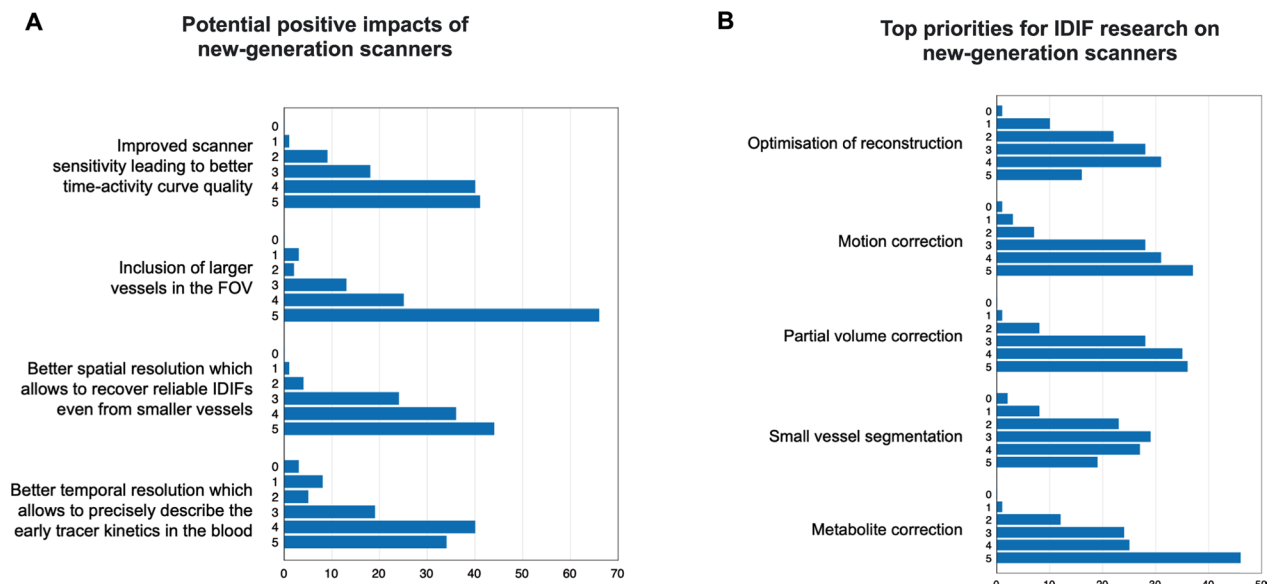 A
Potential positive impacts of
new-generation scanners
Improved scanner
sensitivity leading to better
time-activity curve quality
0
1
2
3
4
5
Inclusion of larger
vessels in the FOV
0
1
2
3
4
5
Better spatial resolution which
allows to recover reliable IDIFs
even from smaller vessels
0
1
2
3
4
5
Better temporal resolution which
allows to precisely describe the
early tracer kinetics in the blood
0
1
2
3
4
5
0 10 20 30 40 50 60 70
B
Top priorities for IDIF research on
new-generation scanners
Optimisation of reconstruction
0
1
2
3
4
5
Motion correction
0
1
2
3
4
5
Partial volume correction
0
1
2
3
4
5
Small vessel segmentation
0
1
2
3
4
5
Metabolite correction
0
1
2
3
4
5
0 10 20 30 40 50